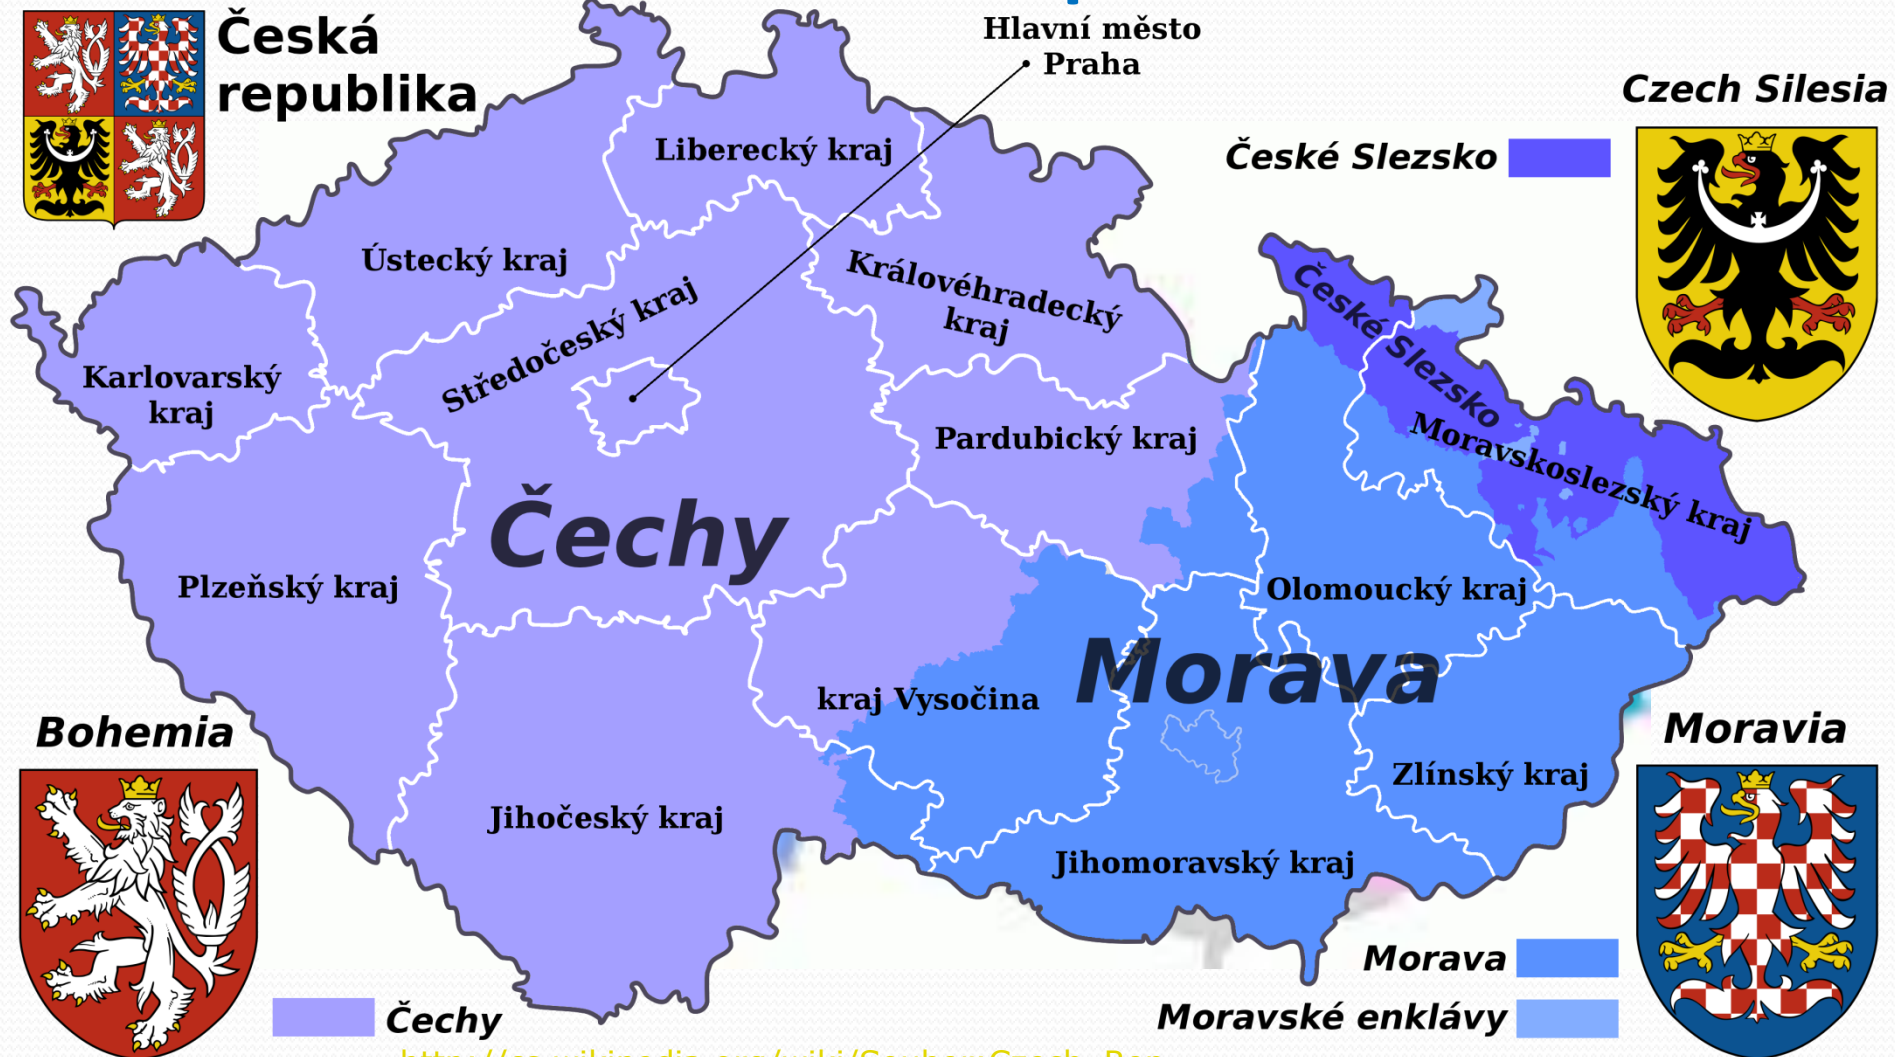 Česká
republika
Hlavní město
Praha
Czech Silesia
České Slezsko
Liberecký kraj
Ústecký kraj
Královéhradecký
kraj
Středočeský kraj
České Slezsko
Karlovarský
kraj
Pardubický kraj
Moravskoslezský kraj
Čechy
Plzeňský kraj
Olomoucký kraj
Morava
kraj Vysočina
Bohemia
Moravia
Zlínský kraj
Jihočeský kraj
Jihomoravský kraj
Morava
Moravské enklávy
Čechy